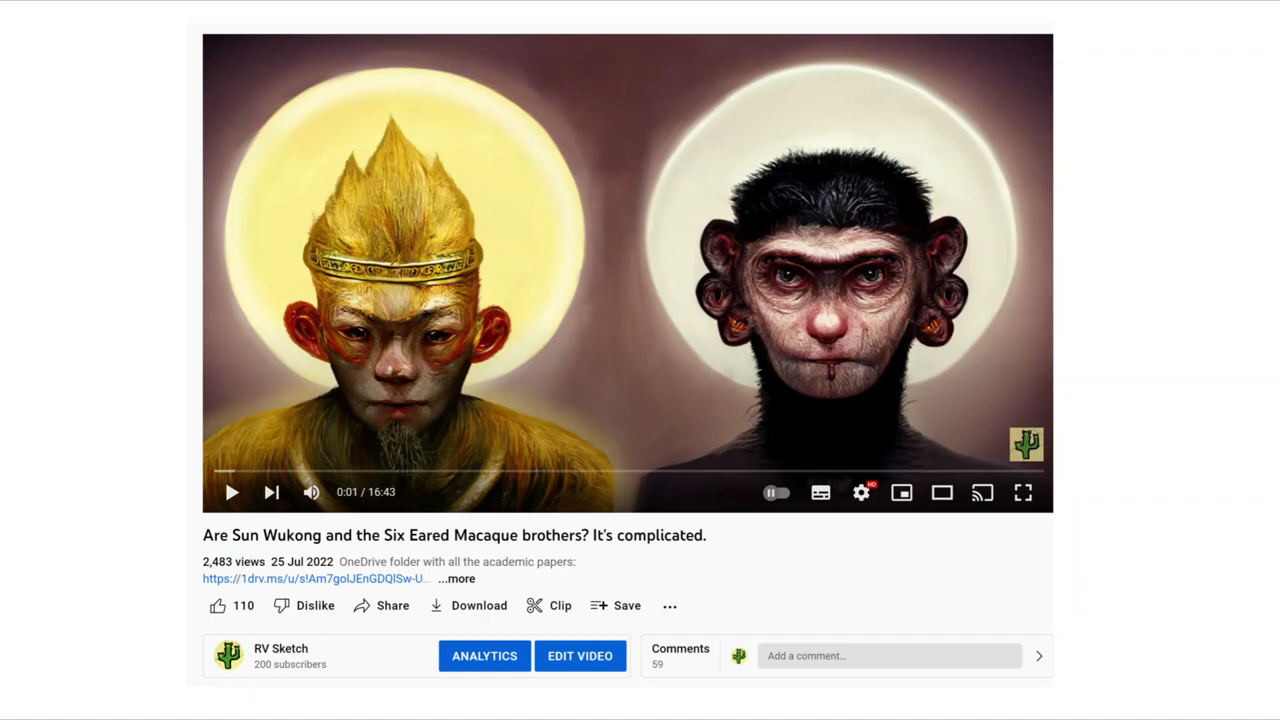 0:01 / 16:43
HD
Are Sun Wukong and the Six Eared Macaque brothers? It's complicated.
2,483 views 25 Jul 2022 OneDrive folder with all the academic papers:
https://1drv.ms/u/s!Am7golJEnGDQlSw-U... ...more
110 Dislike Share Download Clip Save ...
RV Sketch
200 subscribers
ANALYTICS
EDIT VIDEO
Comments
59
Add a comment...